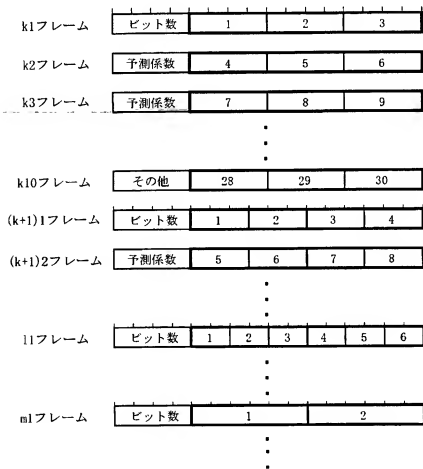 k1フレーム ビット数 1 2 3
k2フレーム 予測係数 4 5 6
k3フレーム 予測係数 7 8 9
k10フレーム その他 28 29 30
(k+1)1フレーム ビット数 1 2 3 4
(k+1)2フレーム 予測係数 5 6 7 8
l1フレーム ビット数 1 2 3 4 5 6
m1フレーム ビット数 1 2